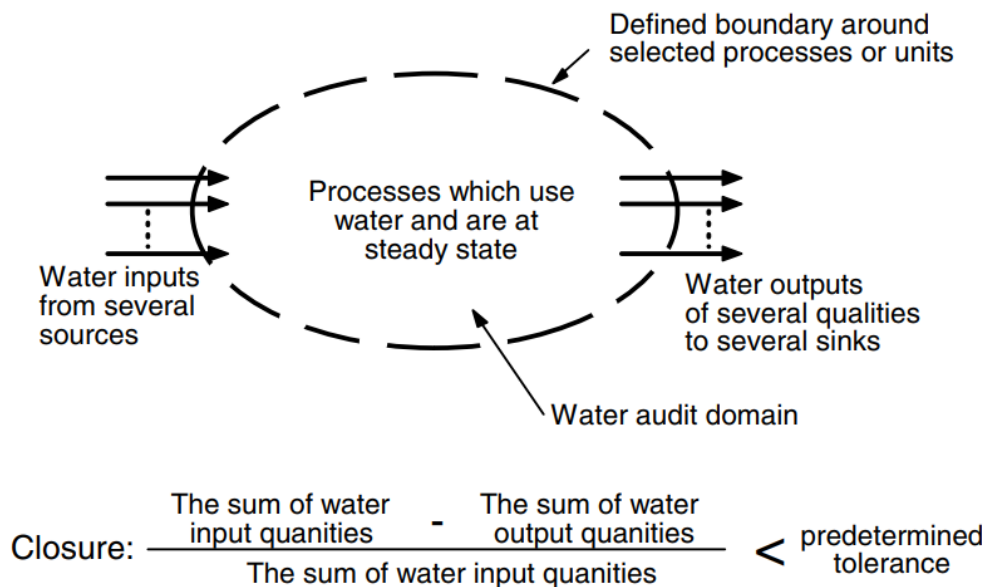 Defined boundary around
selected processes or units
Processes which use
water and are at
steady state
Water inputs
from several
sources
Water outputs
of several qualities
to several sinks
Water audit domain
The sum of water
input quanities
-
The sum of water
output quanities
Closure:
The sum of water input quanities
<
predetermined
tolerance